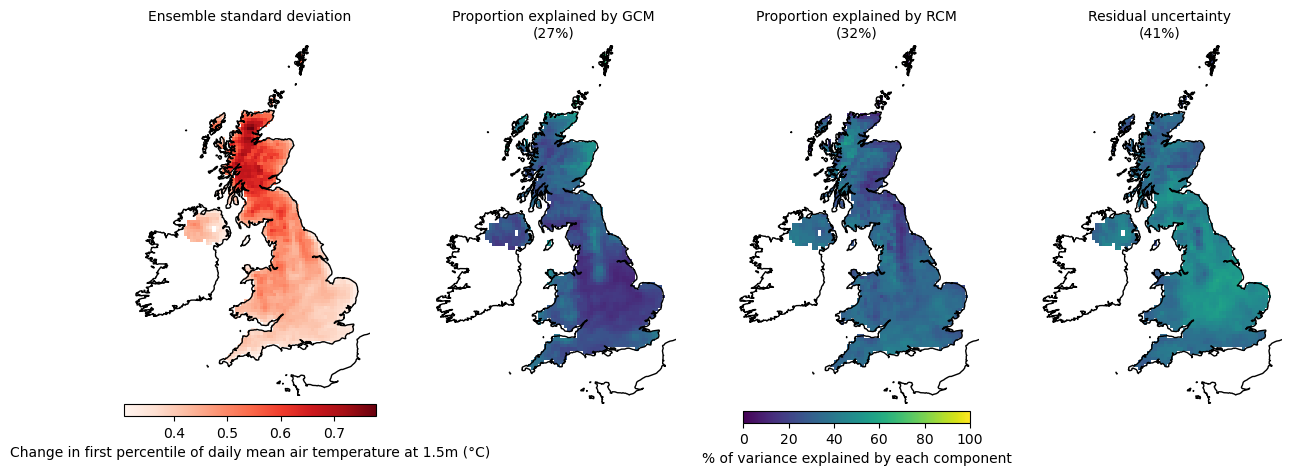 Ensemble standard deviation
Proportion explained by GCM
(27%)
Proportion explained by RCM
(32%)
Residual uncertainty
(41%)
0.4 0.5 0.6 0.7
Change in first percentile of daily mean air temperature at 1.5m (°C)
0 20 40 60 80 100
% of variance explained by each component